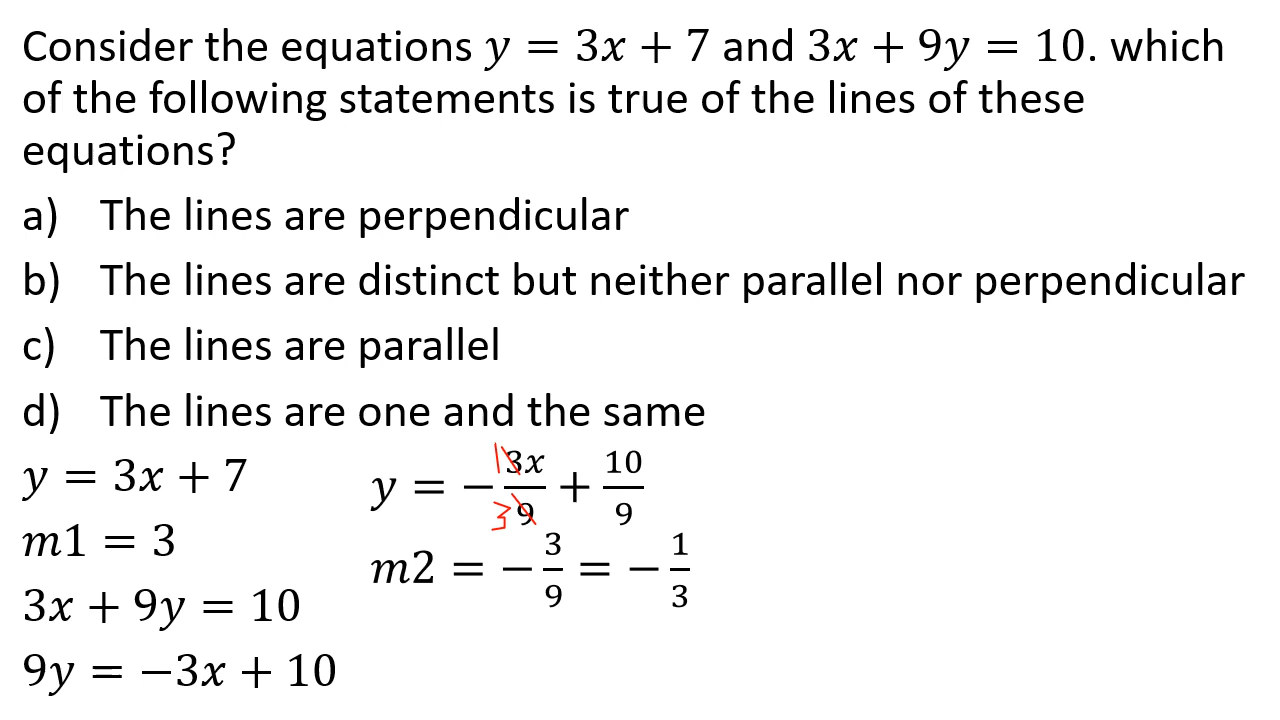 Consider the equations y = 3x + 7 and 3x + 9y = 10. which
of the following statements is true of the lines of these
equations?
a) The lines are perpendicular
b) The lines are distinct but neither parallel nor perpendicular
c) The lines are parallel
d) The lines are one and the same
y = 3x + 7
m1 = 3
3x + 9y = 10
9y = −3x + 10
y = −3x/9 + 10/9
1
3
m2 = −3/9 = −1/3